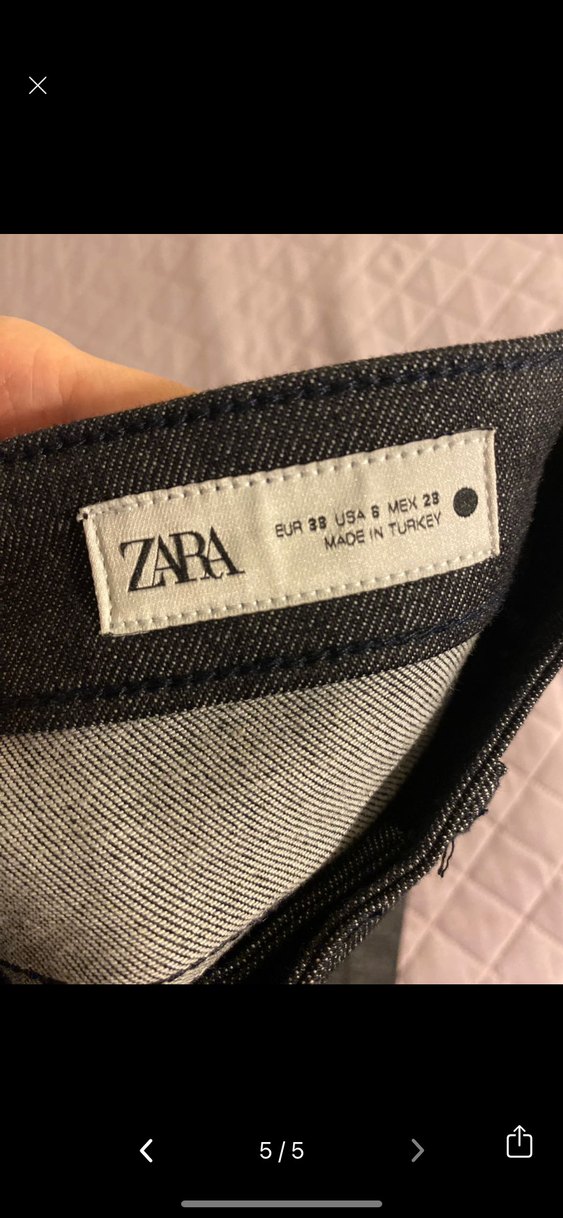 ZARA
EUR 38 USA 6 MEX 28
MADE IN TURKEY
5 / 5